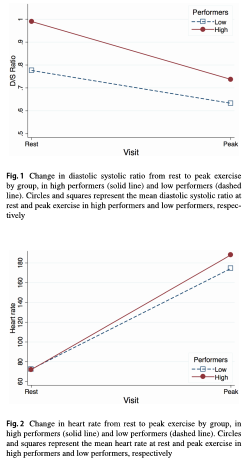 Performers
Low
High
D/S Ratio
1
.9
.8
.7
.6
.5
Rest
Peak
Visit
Fig. 1 Change in diastolic systolic ratio from rest to peak exercise
by group, in high performers (solid line) and low performers (dashed
line). Circles and squares represent the mean diastolic systolic ratio at
rest and peak exercise in high performers and low performers, respec-
tively
Heart rate
180
160
140
120
100
80
60
Performers
Low
High
Rest
Peak
Visit
Fig. 2 Change in heart rate from rest to peak exercise by group, in
high performers (solid line) and low performers (dashed line). Circles
and squares represent the mean heart rate at rest and peak exercise in
high performers and low performers, respectively